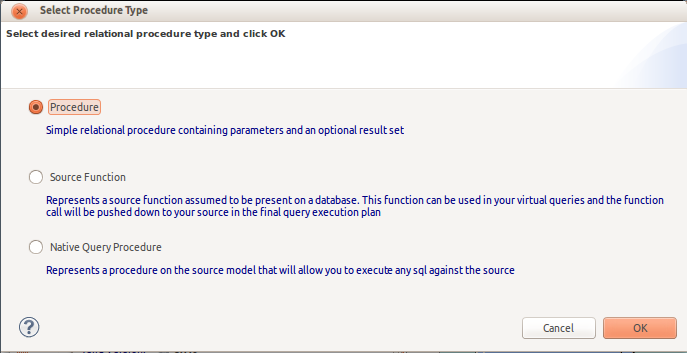 Select Procedure Type
Select desired relational procedure type and click OK
Procedure
Simple relational procedure containing parameters and an optional result set
Source Function
Represents a source function assumed to be present on a database. This function can be used in your virtual queries and the function
call will be pushed down to your source in the final query execution plan
Native Query Procedure
Represents a procedure on the source model that will allow you to execute any sql against the source
?
Cancel
OK